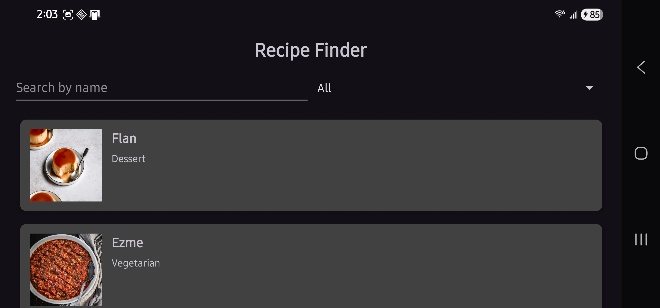 2:03
85
Recipe Finder
Search by name
All
Flan
Dessert
Ezme
Vegetarian